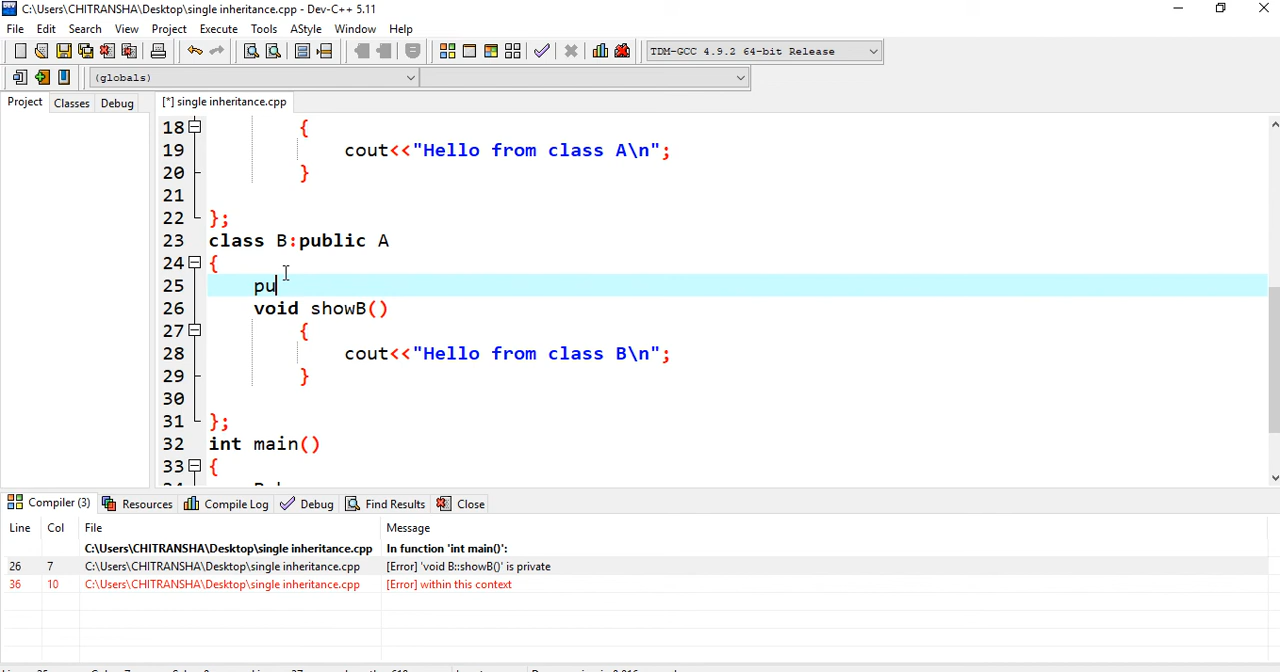 C:\Users\CHITRANSHA\Desktop\single inheritance.cpp - Dev-C++ 5.11
File Edit Search View Project Execute Tools AStyle Window Help
TDM-GCC 4.9.2 64-bit Release
(globals)
Project Classes Debug [*] single inheritance.cpp
18 {
19 cout<<"Hello from class A\n";
20 }
21
22 };
23 class B:public A
24 {
25 pu
26 void showB()
27 {
28 cout<<"Hello from class B\n";
29 }
30
31 };
32 int main()
33 {
Compiler (3) Resources Compile Log Debug Find Results Close
Line Col File Message
C:\Users\CHITRANSHA\Desktop\single inheritance.cpp In function 'int main()':
26 7 C:\Users\CHITRANSHA\Desktop\single inheritance.cpp [Error] 'void B::showB()' is private
36 10 C:\Users\CHITRANSHA\Desktop\single inheritance.cpp [Error] within this context